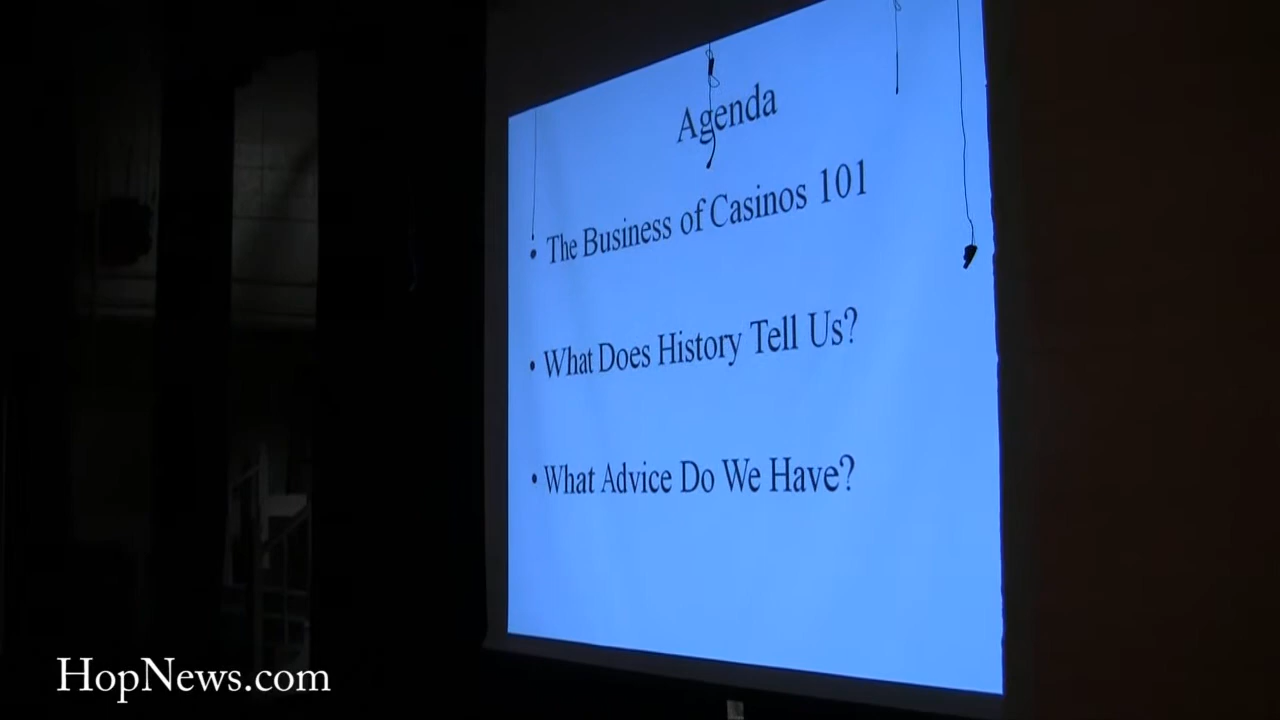 Agenda
• The Business of Casinos 101
• What Does History Tell Us?
• What Advice Do We Have?
HopNews.com